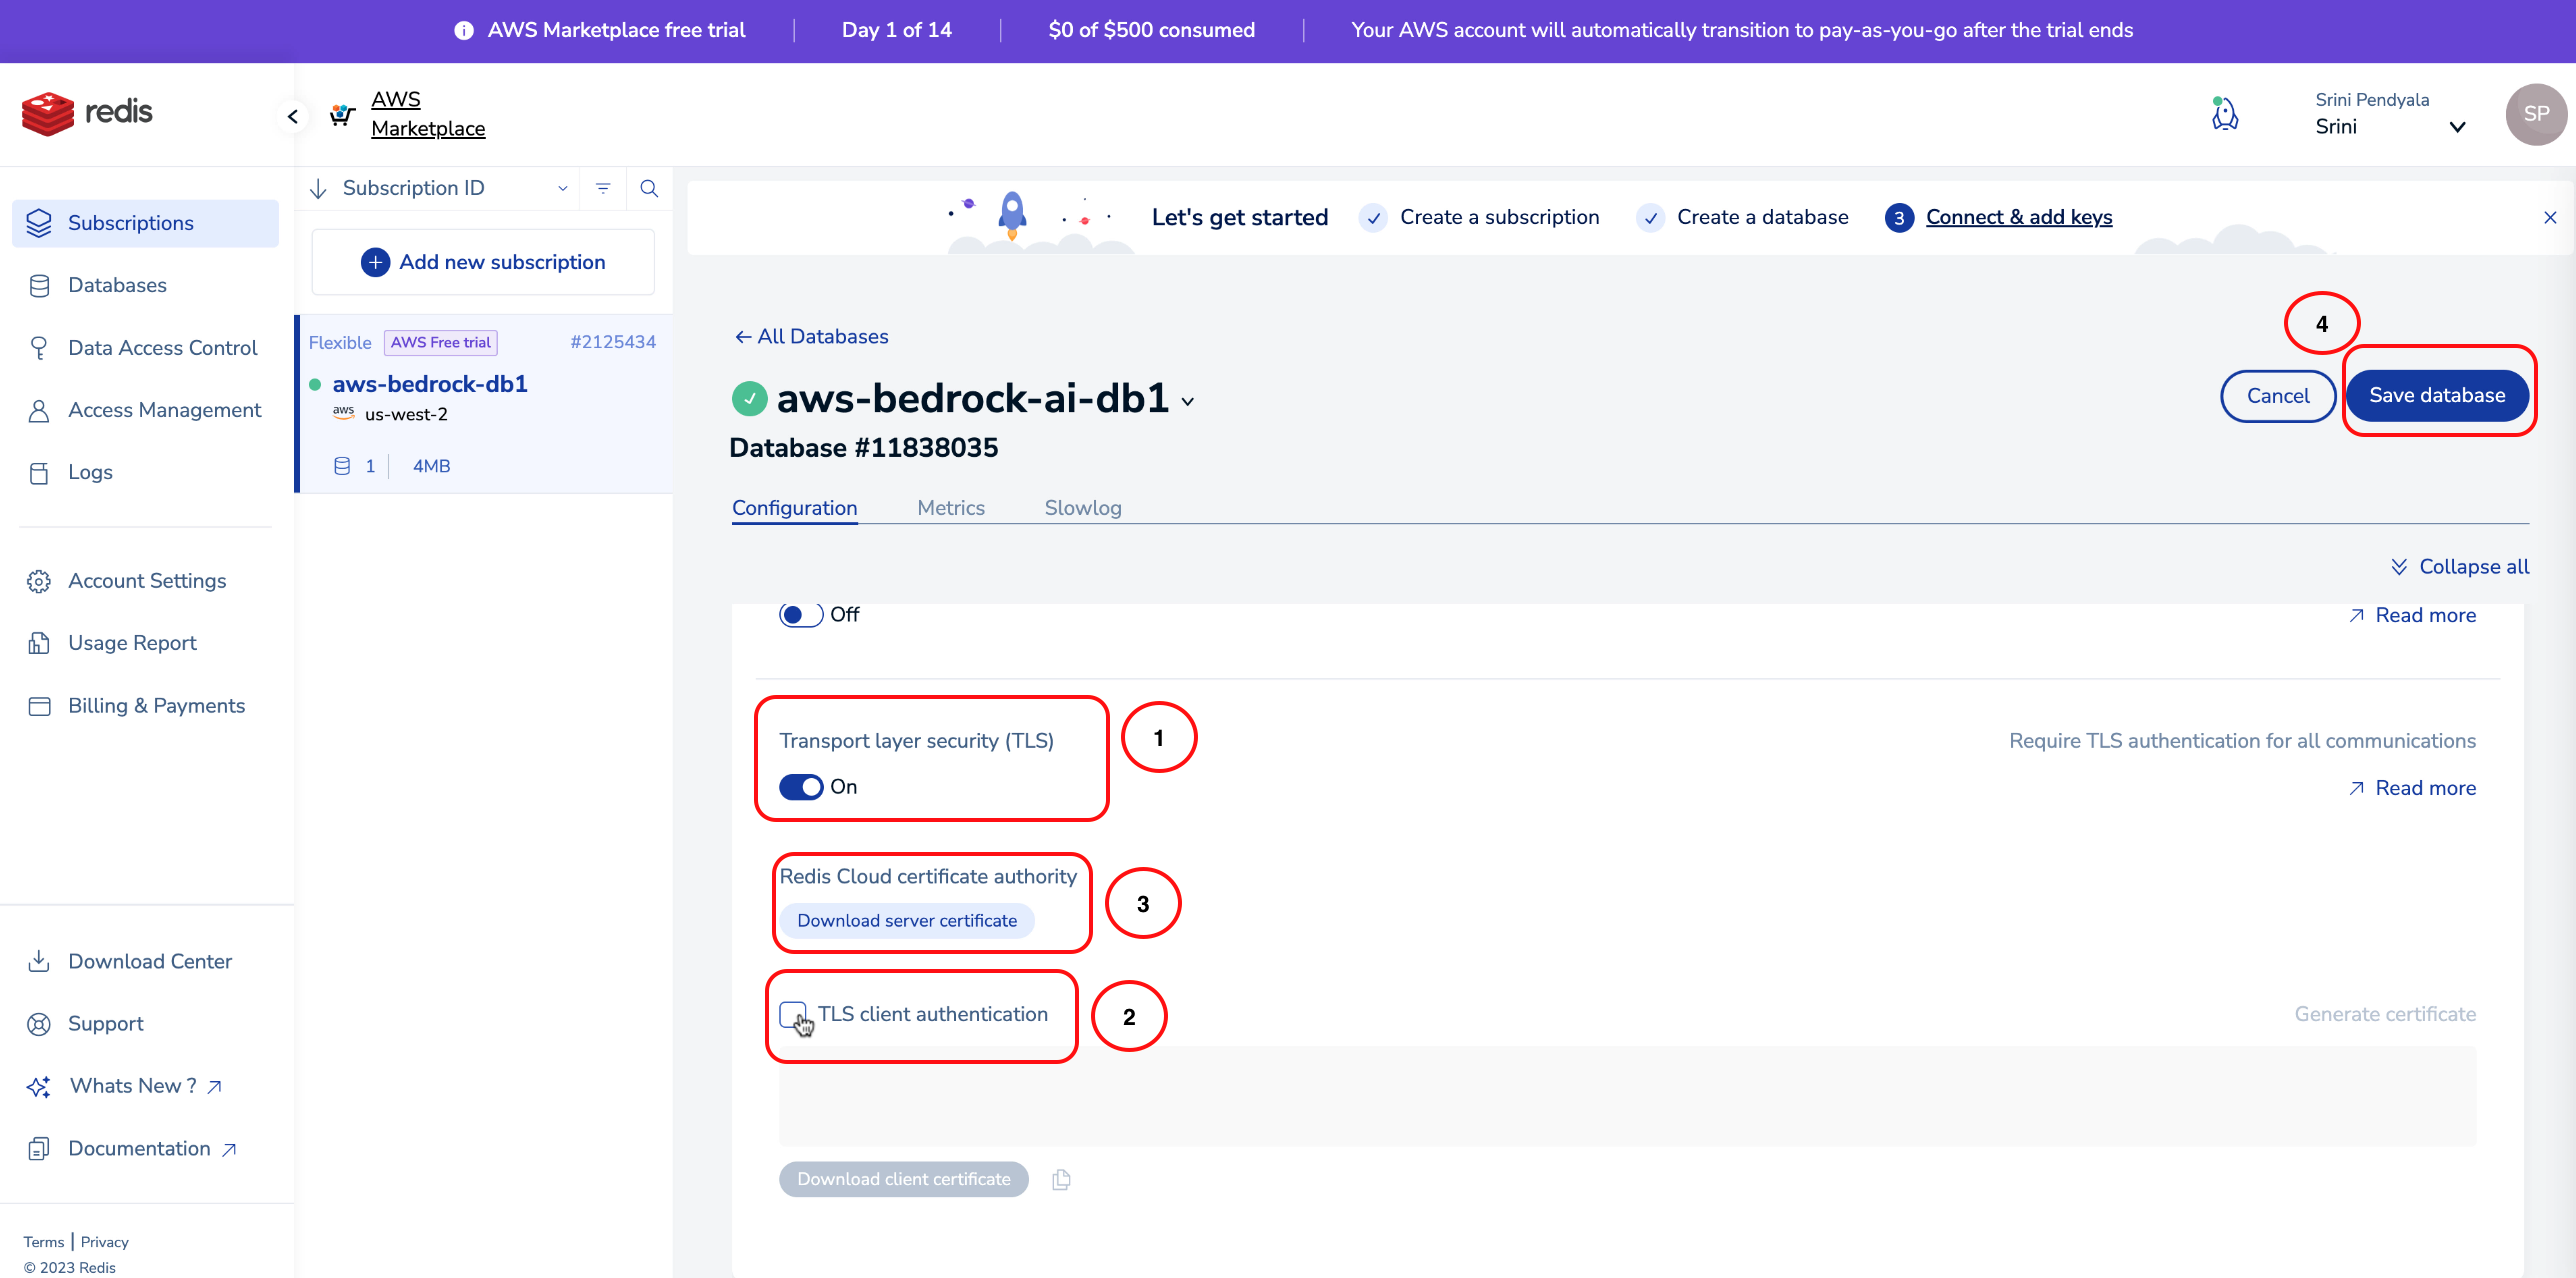 AWS Marketplace free trial
Day 1 of 14
$0 of $500 consumed
Your AWS account will automatically transition to pay-as-you-go after the trial ends
redis
AWS
Marketplace
Srini Pendyala
Srini
SP
Subscriptions
Databases
Data Access Control
Access Management
Logs
Account Settings
Usage Report
Billing & Payments
Download Center
Support
Whats New ?
Documentation
Terms | Privacy
© 2023 Redis
Subscription ID
Add new subscription
Flexible
AWS Free trial
#2125434
aws-bedrock-db1
aws us-west-2
1
4MB
Let's get started
Create a subscription
Create a database
3 Connect & add keys
All Databases
aws-bedrock-ai-db1
Database #11838035
4
Cancel
Save database
Configuration
Metrics
Slowlog
Collapse all
Off
Read more
Transport layer security (TLS)
1
Require TLS authentication for all communications
On
Read more
Redis Cloud certificate authority
3
Download server certificate
TLS client authentication
2
Generate certificate
Download client certificate